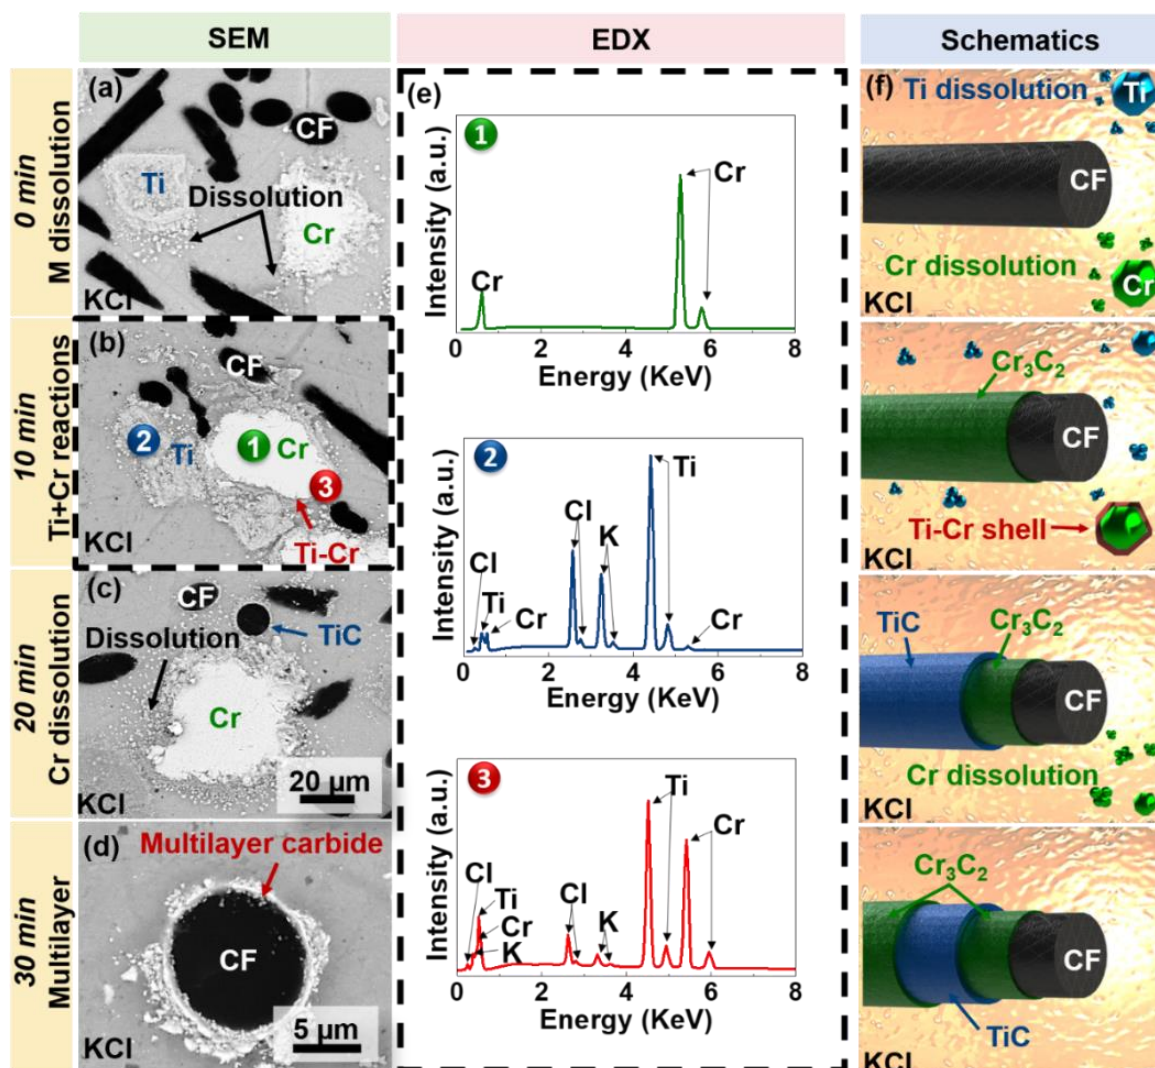 SEM
EDX
Schematics
0 min
M dissolution
(a)
CF
Ti
Dissolution
Cr
KCl
10 min
Ti+Cr reactions
(b)
CF
2
Ti
1
Cr
3
Ti-Cr
KCl
20 min
Cr dissolution
(c)
CF
TiC
Dissolution
Cr
20 µm
KCl
30 min
Multilayer
(d)
Multilayer carbide
CF
5 µm
KCl
(e)
1
Intensity (a.u.)
Cr
Cr
0 2 4 6 8
Energy (KeV)
2
Intensity (a.u.)
Ti
Cl
K
Cl
Ti
Cr
Cr
0 2 4 6 8
Energy (KeV)
3
Intensity (a.u.)
Ti
Cr
Cl
Ti
Cr
K
Cl
K
0 2 4 6 8
Energy (KeV)
(f)
Ti dissolution
Ti
CF
Cr dissolution
Cr
KCl
Cr3C2
CF
Ti-Cr shell
KCl
TiC
Cr3C2
CF
Cr dissolution
KCl
Cr3C2
CF
TiC
KCl